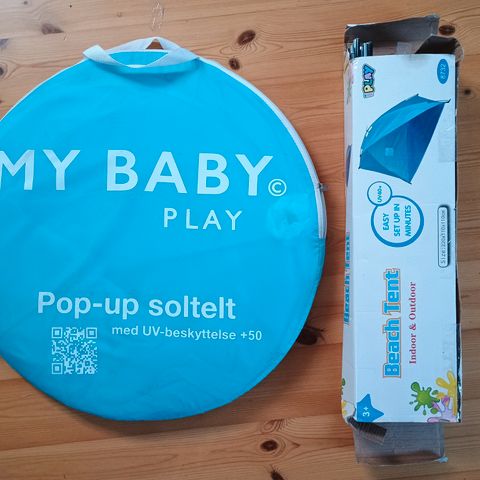 MY BABY©
PLAY
Pop-up soltelt
med UV-beskyttelse +50
PLAY
UV40+
EASY
SET UP IN
MINUTES
Beach Tent
Indoor & Outdoor
3+